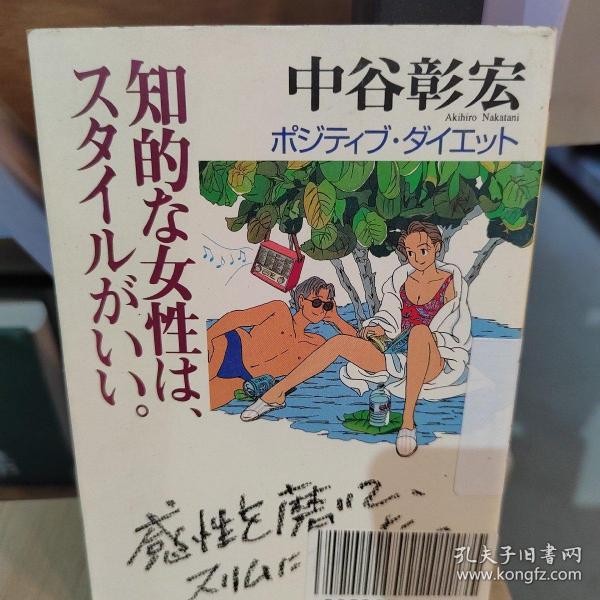 中谷彰宏
Akihiro Nakatani
ポジティブ・ダイエット
知的な女性は、
スタイルがいい。
感性を磨いて、
スリムに
孔夫子旧书网
www.kongfz.com